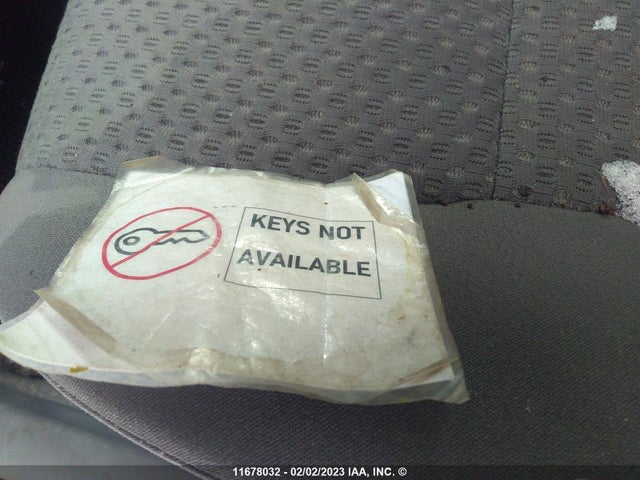 KEYS NOT
AVAILABLE
11678032 - 02/02/2023 IAA, INC. ©